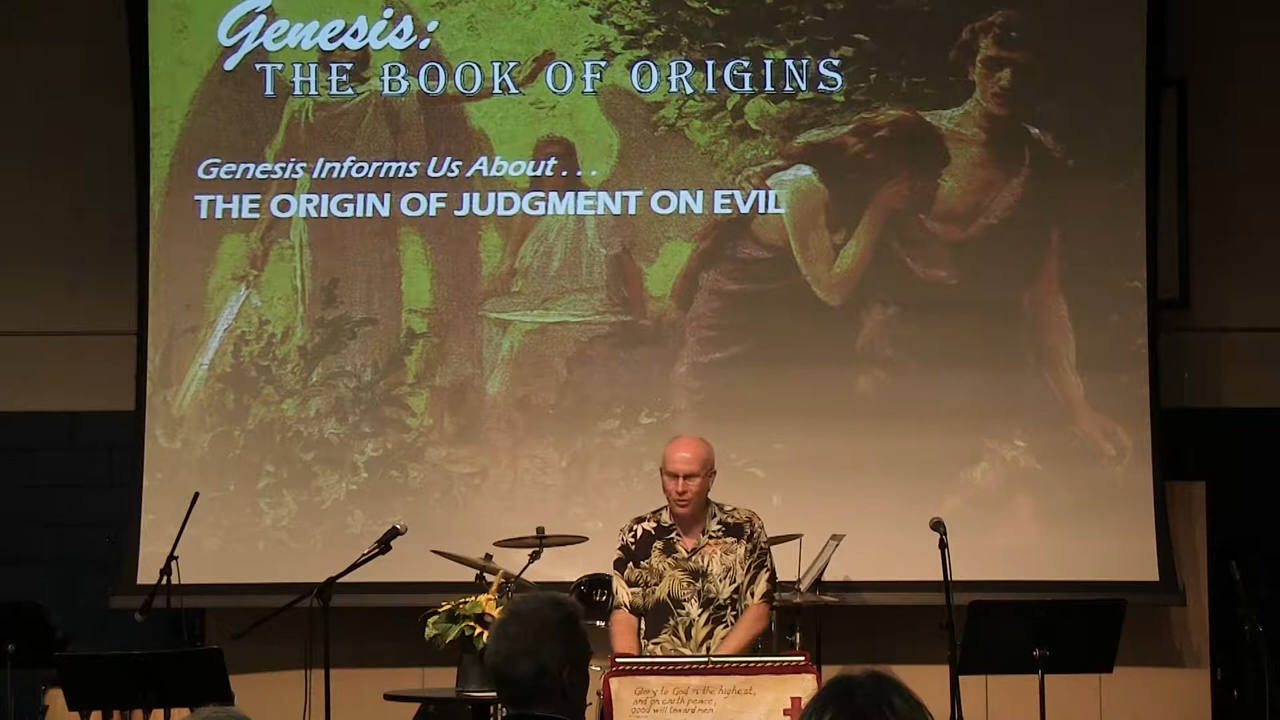 Genesis:
THE BOOK OF ORIGINS
Genesis Informs Us About . . .
THE ORIGIN OF JUDGMENT ON EVIL
Glory to God in the highest,
and on earth peace,
good will toward men